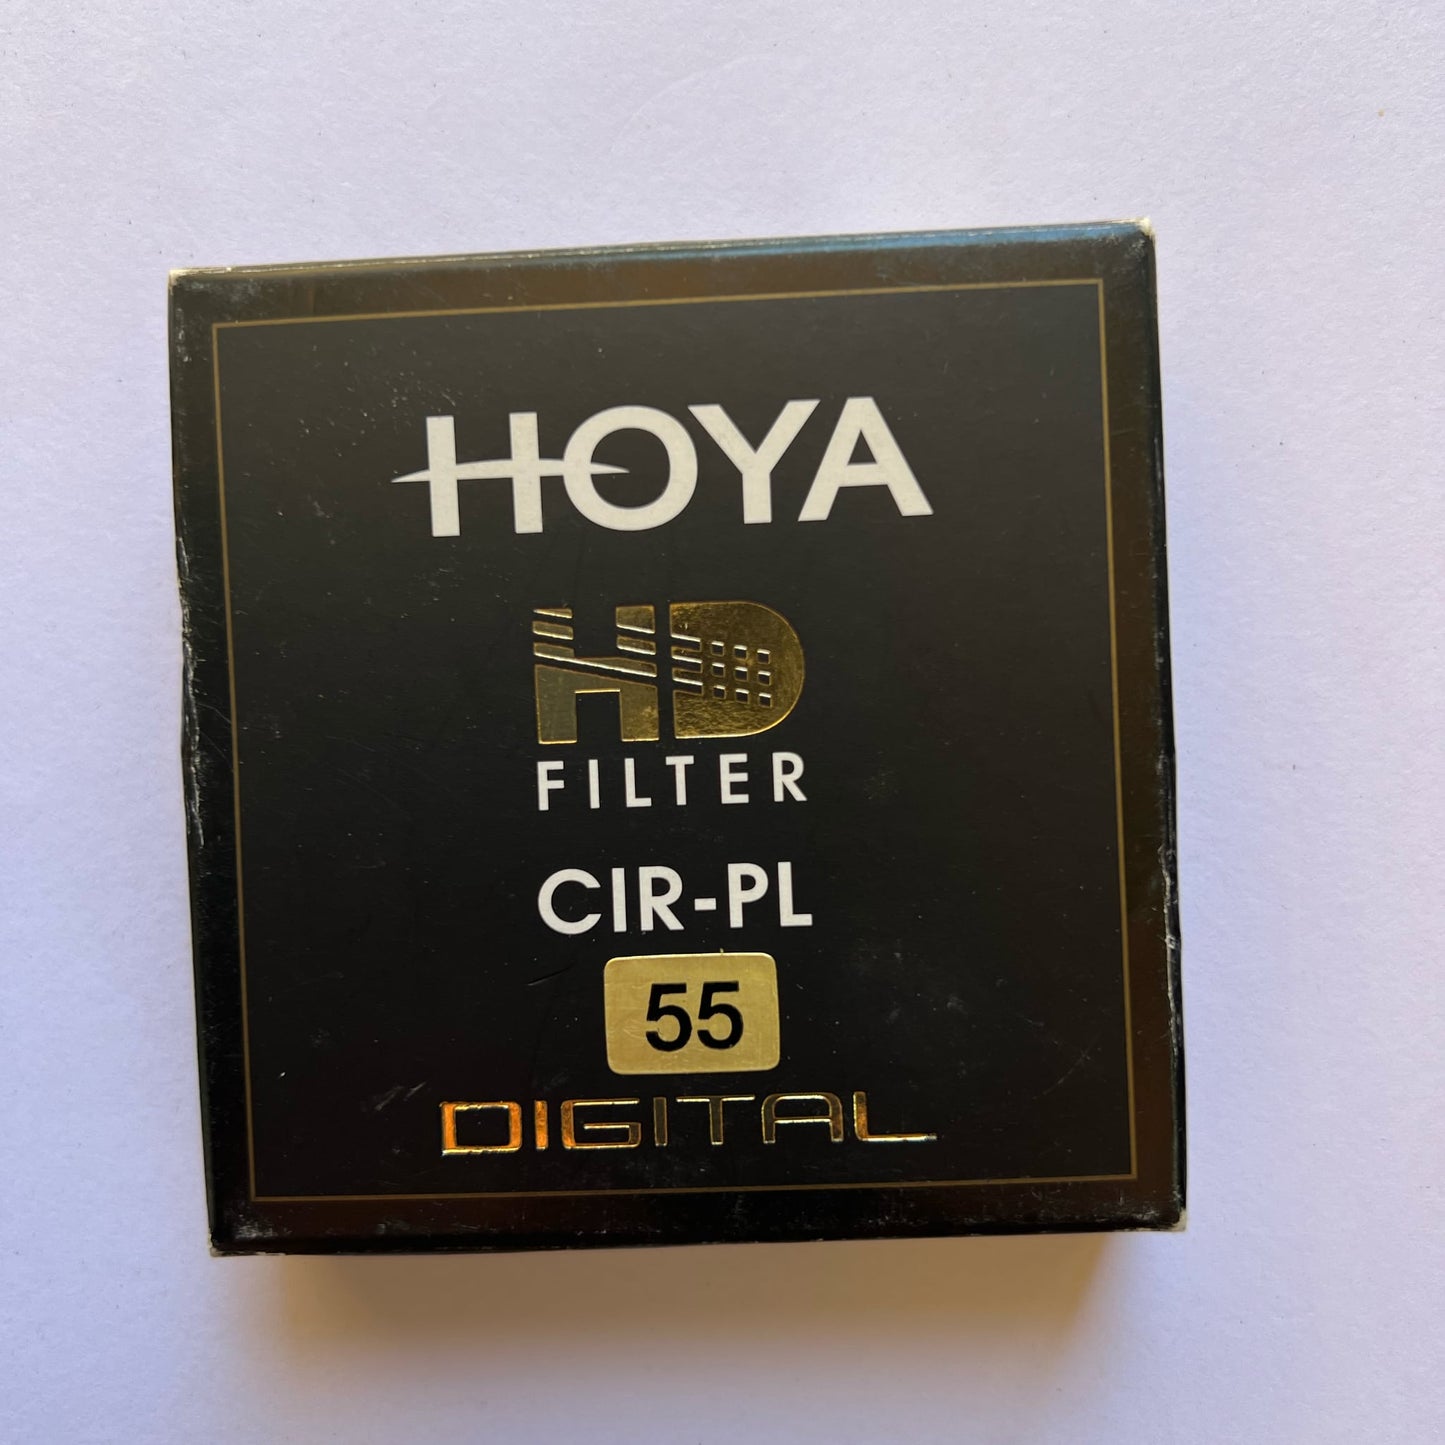 HOYA
HD
FILTER
CIR-PL
55
DIGITAL